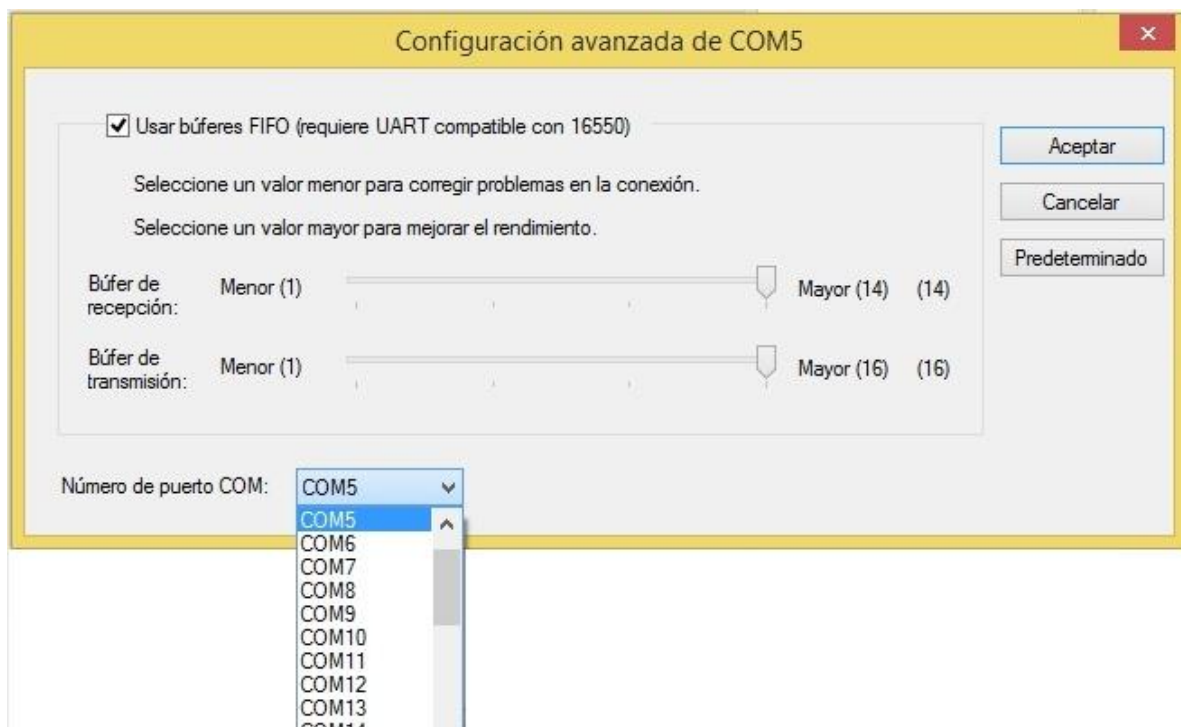 Configuración avanzada de COM5
Usar búferes FIFO (requiere UART compatible con 16550)
Seleccione un valor menor para corregir problemas en la conexión.
Seleccione un valor mayor para mejorar el rendimiento.
Búfer de
recepción:
Menor (1)
Mayor (14)
(14)
Búfer de
transmisión:
Menor (1)
Mayor (16)
(16)
Aceptar
Cancelar
Predeterminado
Número de puerto COM:
COM5
COM5
COM6
COM7
COM8
COM9
COM10
COM11
COM12
COM13